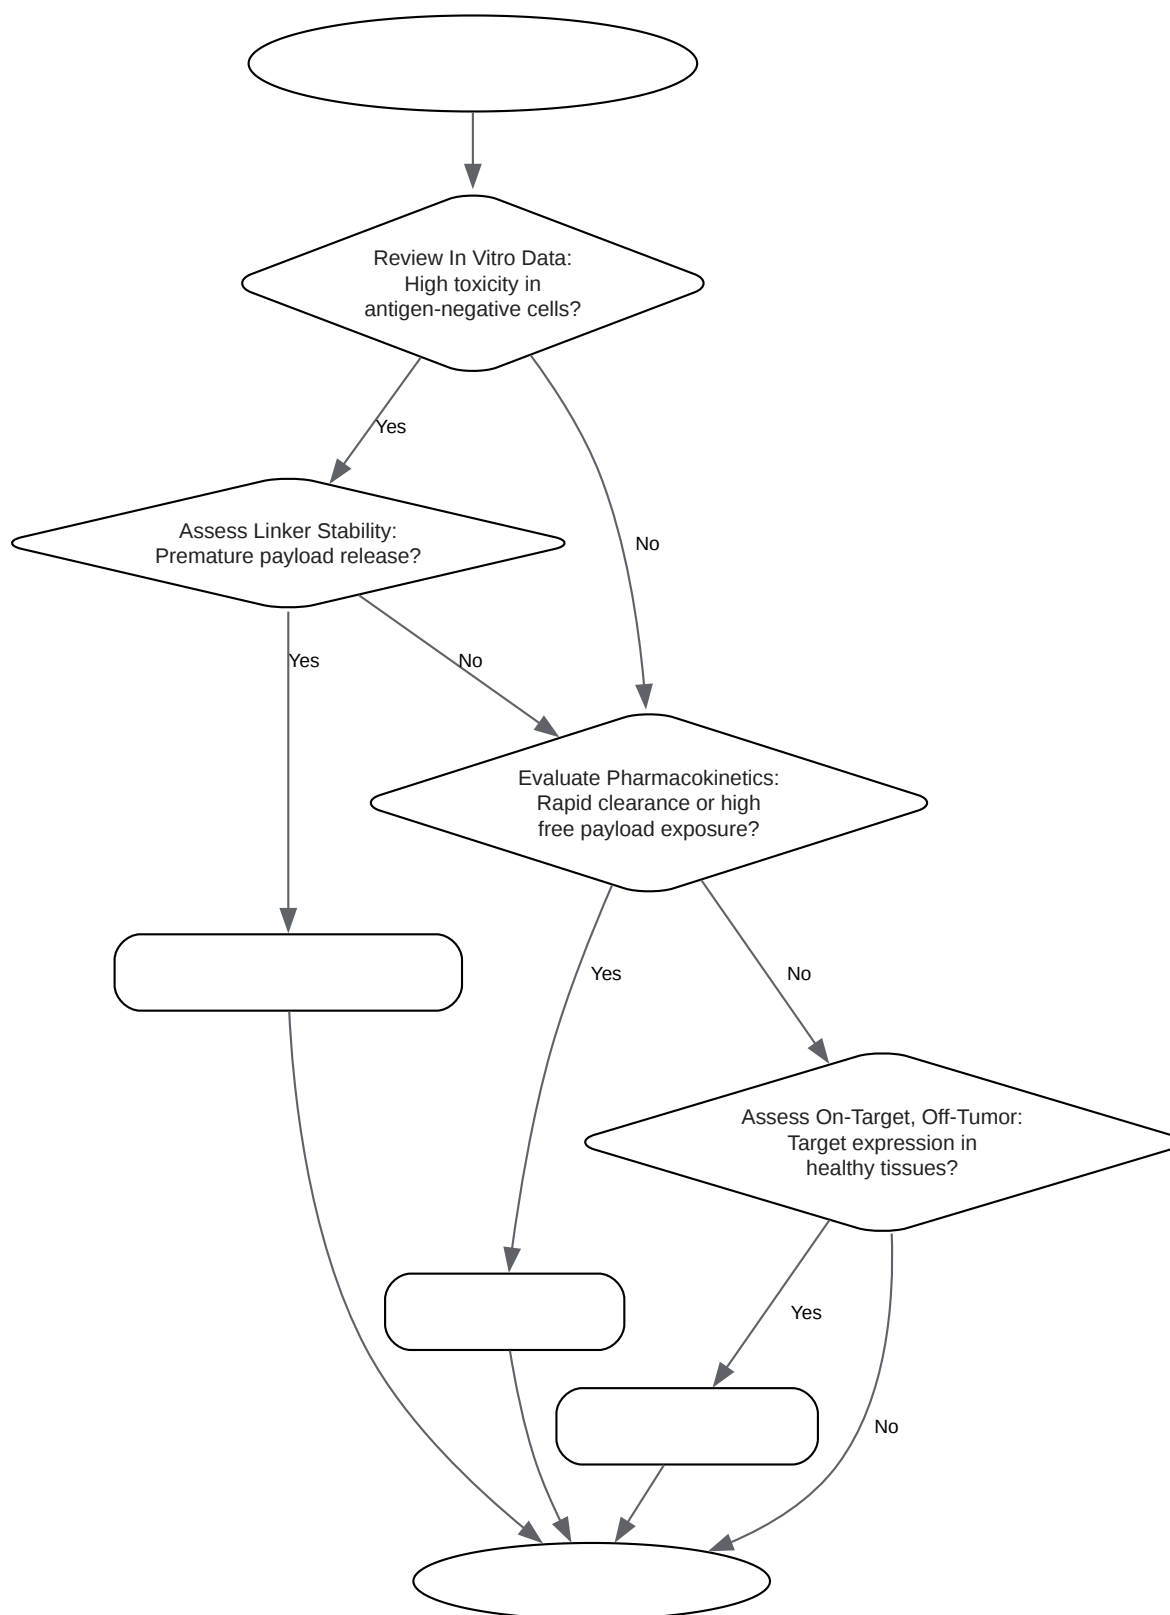 Review In Vitro Data:
High toxicity in
antigen-negative cells?
Yes
Assess Linker Stability:
Premature payload release?
No
Yes
No
Evaluate Pharmacokinetics:
Rapid clearance or high
free payload exposure?
Yes
No
Assess On-Target, Off-Tumor:
Target expression in
healthy tissues?
Yes
No